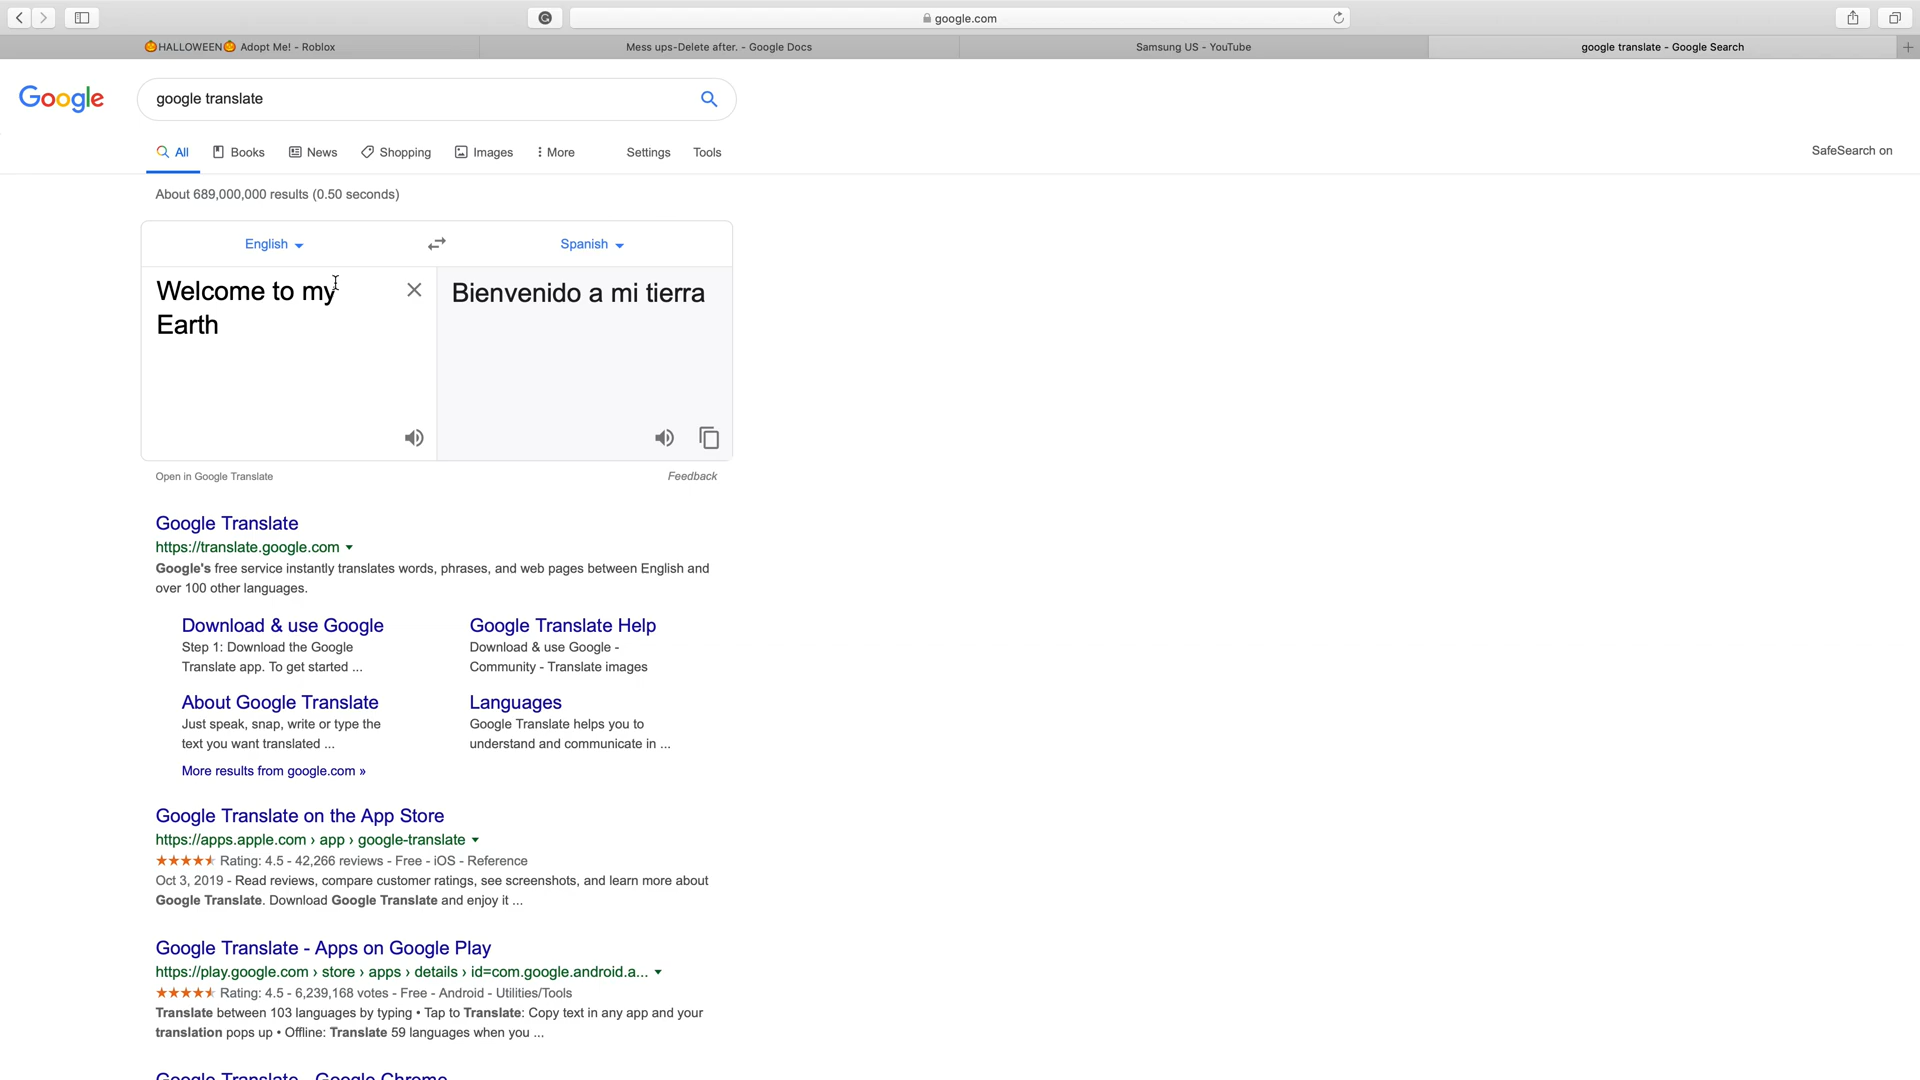 google.com
🎃HALLOWEEN🎃 Adopt Me! - Roblox
Mess ups-Delete after. - Google Docs
Samsung US - YouTube
google translate - Google Search
Google
google translate
All
Books
News
Shopping
Images
More
Settings
Tools
SafeSearch on
About 689,000,000 results (0.50 seconds)
English
Spanish
Welcome to my
Earth
Bienvenido a mi tierra
Open in Google Translate
Feedback
Google Translate
https://translate.google.com
Google's free service instantly translates words, phrases, and web pages between English and
over 100 other languages.
Download & use Google
Step 1: Download the Google
Translate app. To get started ...
Google Translate Help
Download & use Google -
Community - Translate images
About Google Translate
Just speak, snap, write or type the
text you want translated ...
Languages
Google Translate helps you to
understand and communicate in ...
More results from google.com »
Google Translate on the App Store
https://apps.apple.com › app › google-translate
Rating: 4.5 - 42,266 reviews - Free - iOS - Reference
Oct 3, 2019 - Read reviews, compare customer ratings, see screenshots, and learn more about
Google Translate. Download Google Translate and enjoy it ...
Google Translate - Apps on Google Play
https://play.google.com › store › apps › details › id=com.google.android.a...
Rating: 4.5 - 6,239,168 votes - Free - Android - Utilities/Tools
Translate between 103 languages by typing • Tap to Translate: Copy text in any app and your
translation pops up • Offline: Translate 59 languages when you ...
Google Translate - Google Chrome